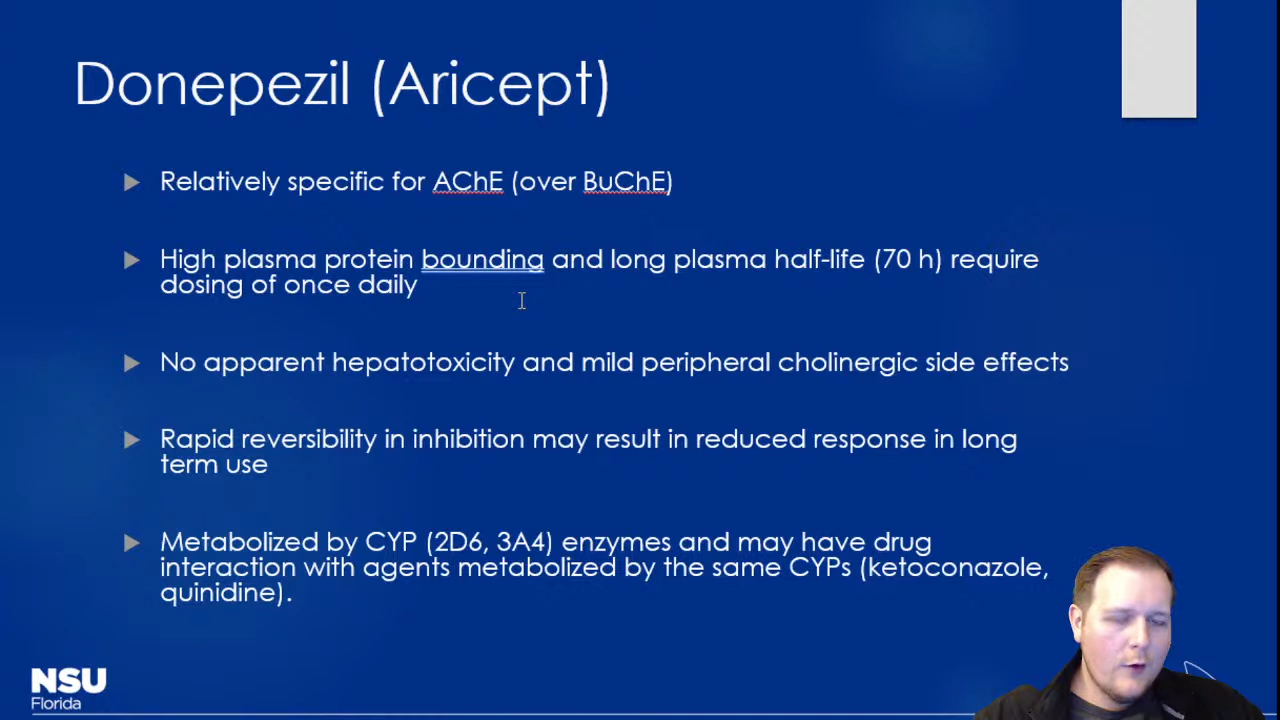 Donepezil (Aricept)
Relatively specific for AChE (over BuChE)
High plasma protein bounding and long plasma half-life (70 h) require
dosing of once daily
No apparent hepatotoxicity and mild peripheral cholinergic side effects
Rapid reversibility in inhibition may result in reduced response in long
term use
Metabolized by CYP (2D6, 3A4) enzymes and may have drug
interaction with agents metabolized by the same CYPs (ketoconazole,
quinidine).
NSU
Florida